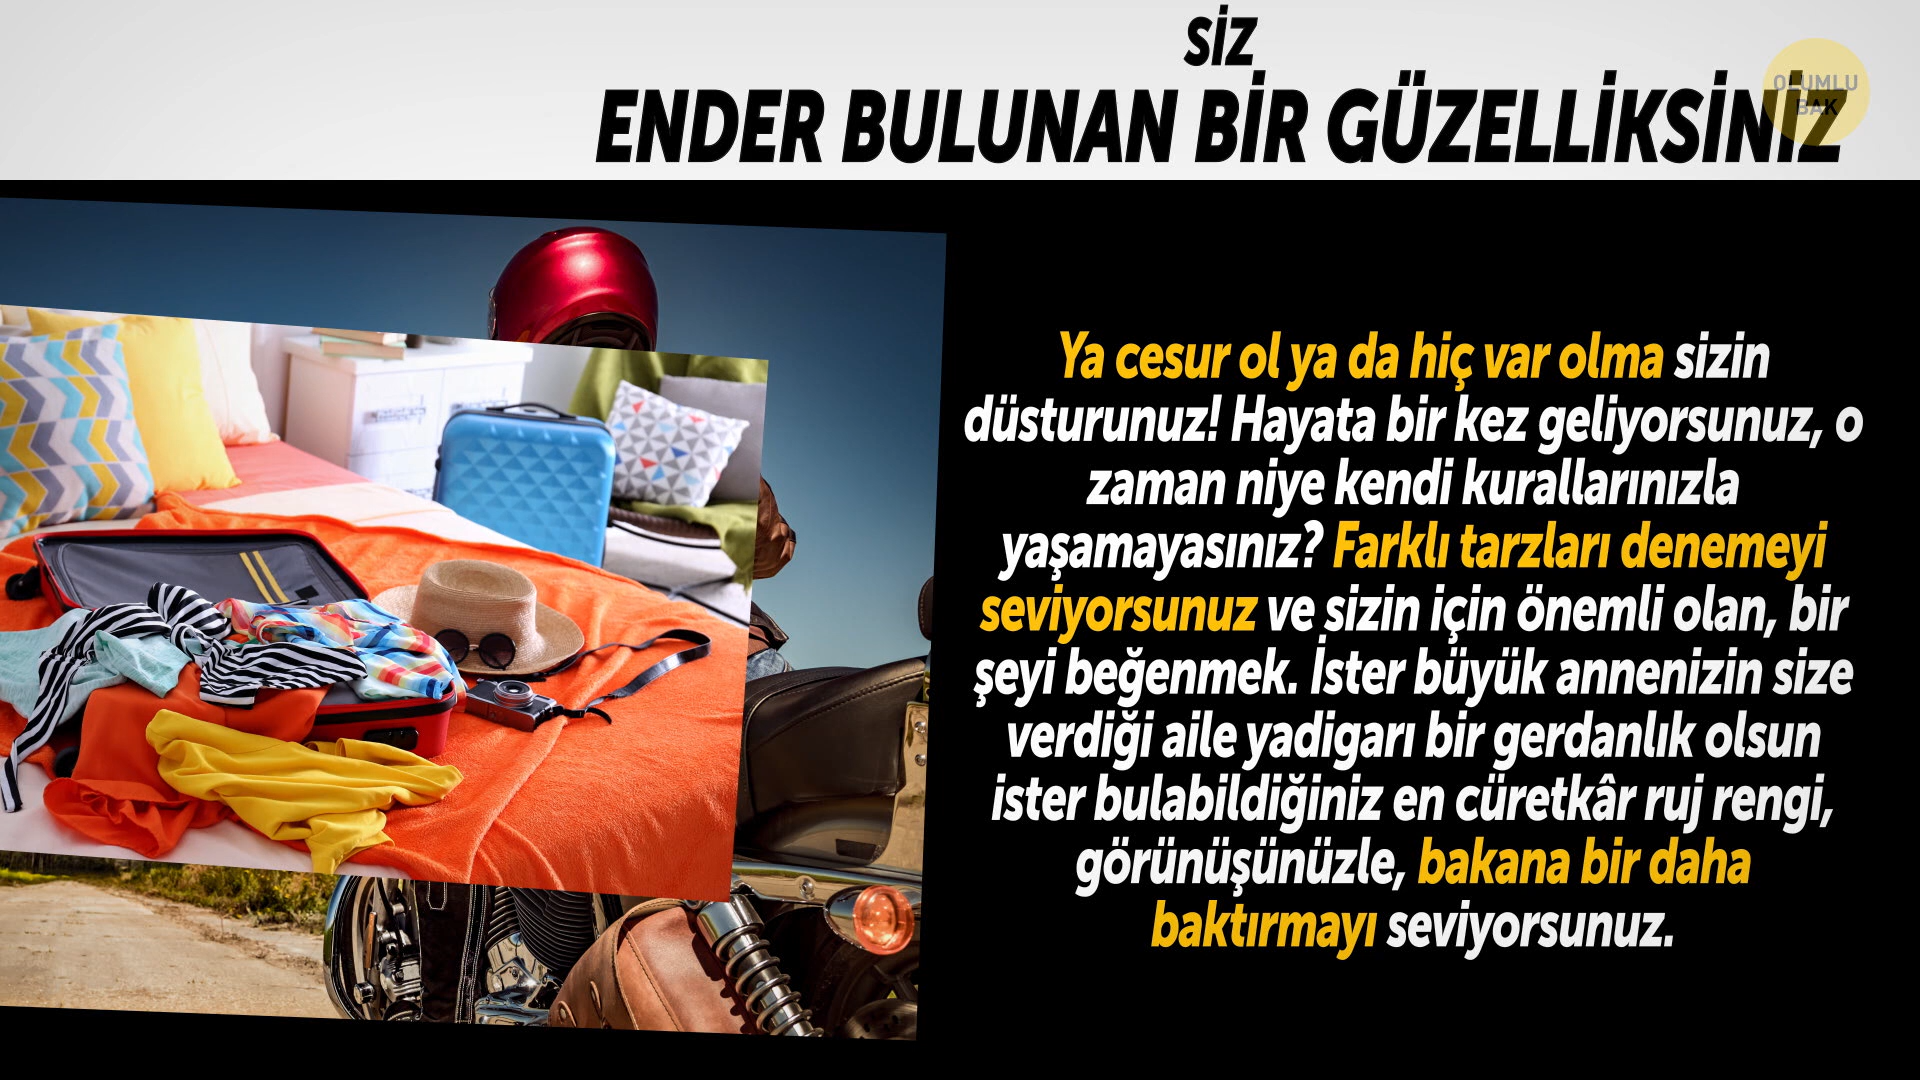 SİZ
ENDER BULUNAN BİR GÜZELLİKSİNİZ
OLUMLU
BAK
Ya cesur ol ya da hiç var olma sizin
düsturunuz! Hayata bir kez geliyorsunuz, o
zaman niye kendi kurallarınızla
yaşamayasınız? Farklı tarzları denemeyi
seviyorsunuz ve sizin için önemli olan, bir
şeyi beğenmek. İster büyük annenizin size
verdiği aile yadigarı bir gerdanlık olsun
ister bulabildiğiniz en cüretkâr ruj rengi,
görünüşünüzle, bakana bir daha
baktırmayı seviyorsunuz.